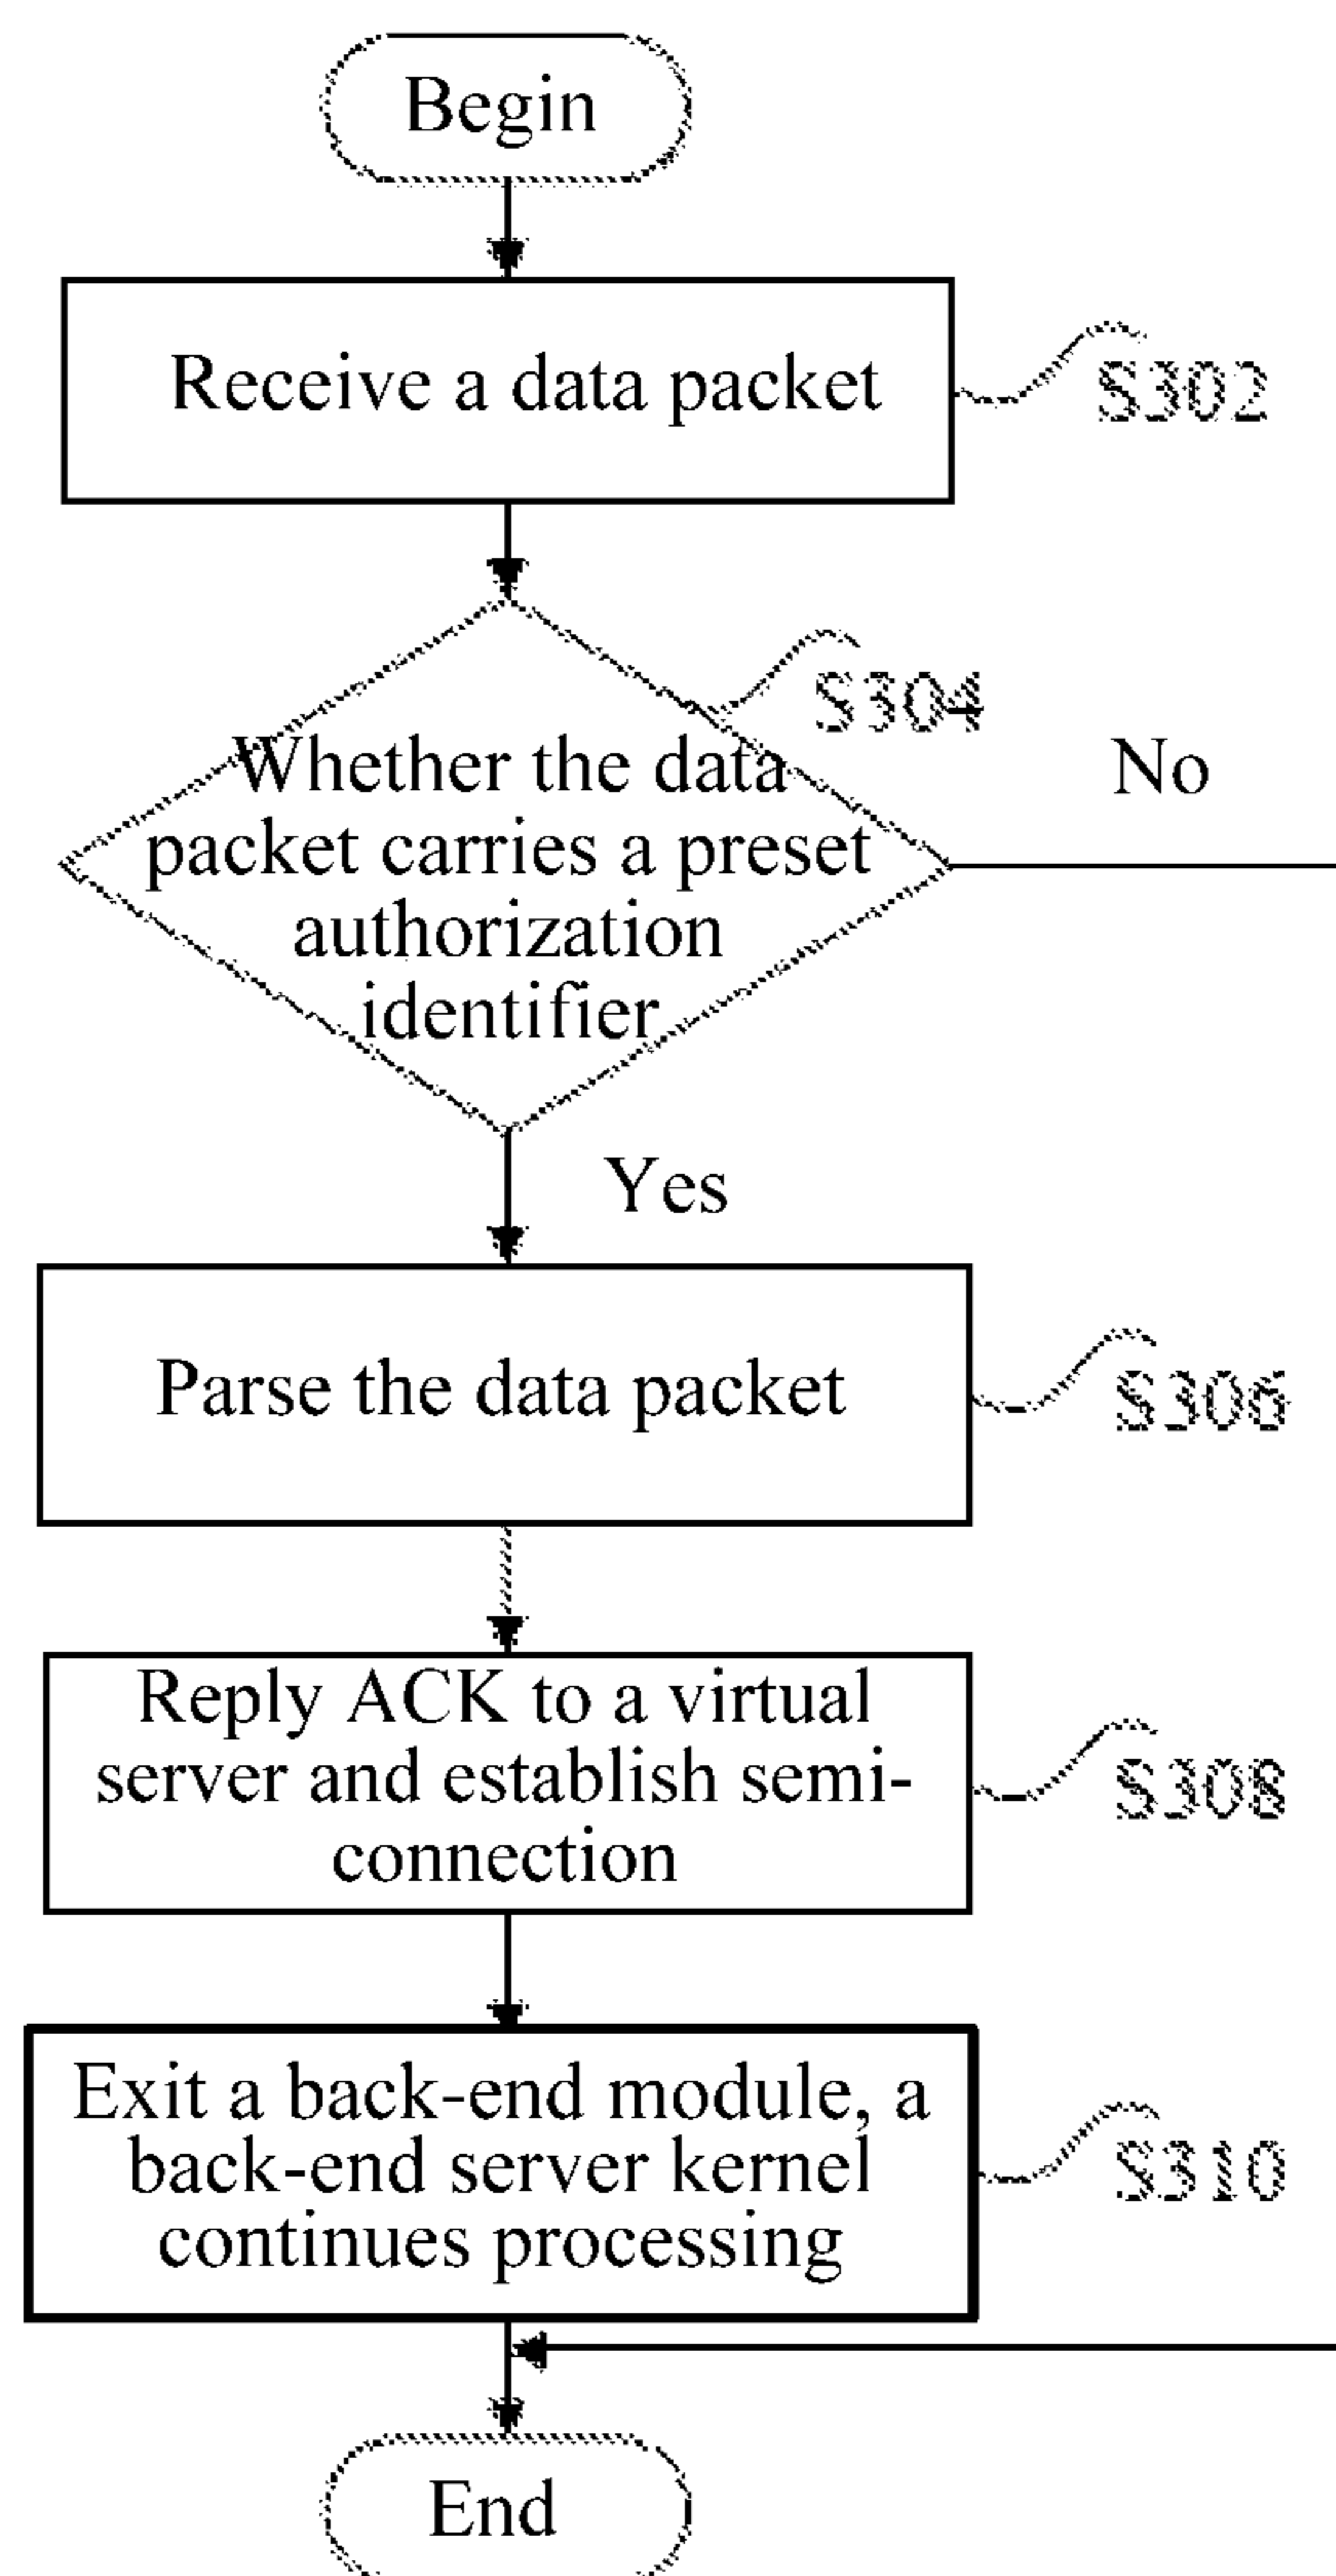 Begin
Receive a data packet
S302
S304
Whether the data
packet carries a preset
authorization
identifier
No
Yes
Parse the data packet
S306
Reply ACK to a virtual
server and establish semi-
connection
S308
Exit a back-end module, a
back-end server kernel
continues processing
S310
End